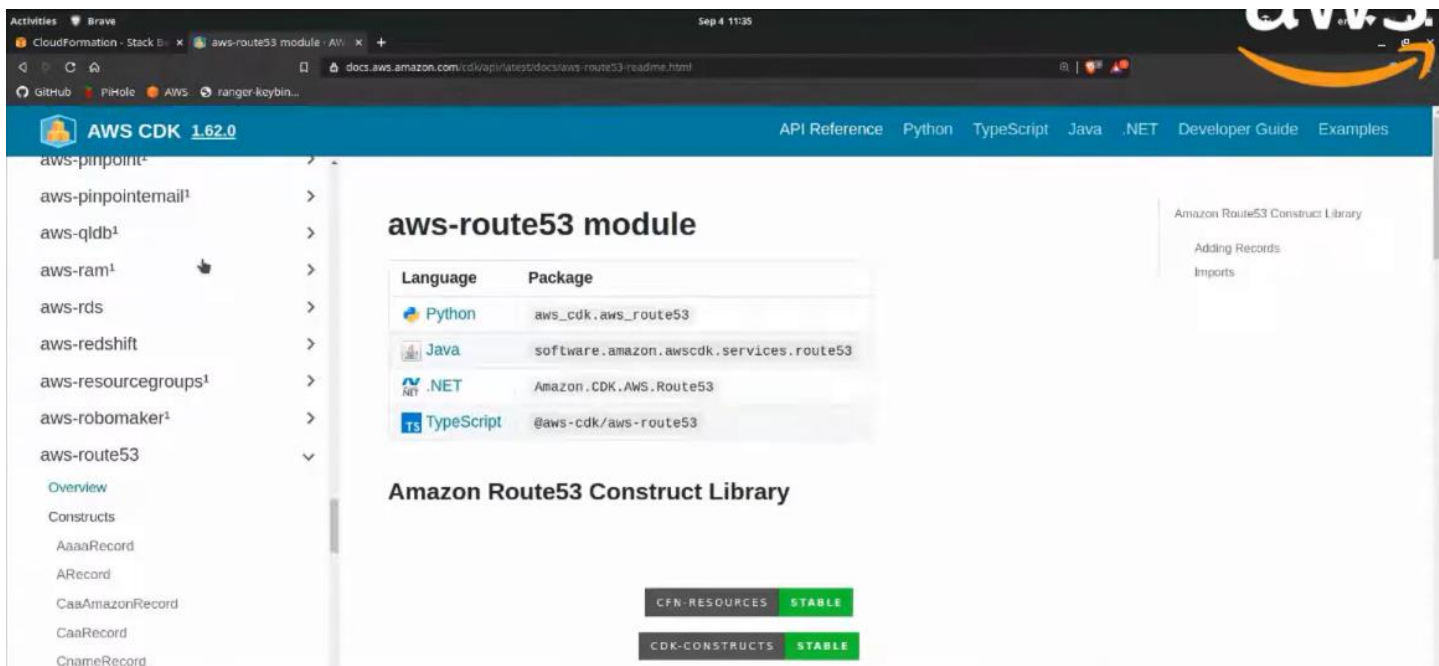 Activities Brave Sep 4 11:35
CloudFormation - Stack aws-route53 module - AW
docs.aws.amazon.com/cdk/api/latest/docs/aws-route53-readme.html
GitHub PiHole AWS ranger-keybin...
aws
AWS CDK 1.62.0 API Reference Python TypeScript Java .NET Developer Guide Examples
aws-pinpoint¹
aws-pinpointemail¹
aws-qldb¹
aws-ram¹
aws-rds
aws-redshift
aws-resourcegroups¹
aws-robomaker¹
aws-route53
Overview
Constructs
AaaaRecord
ARecord
CaaAmazonRecord
CaaRecord
CnameRecord
aws-route53 module
Language Package
Python aws_cdk.aws_route53
Java software.amazon.awscdk.services.route53
.NET Amazon.CDK.AWS.Route53
TypeScript @aws-cdk/aws-route53
Amazon Route53 Construct Library
CFN-RESOURCES STABLE
CDK-CONSTRUCTS STABLE
Amazon Route53 Construct Library
Adding Records
Imports